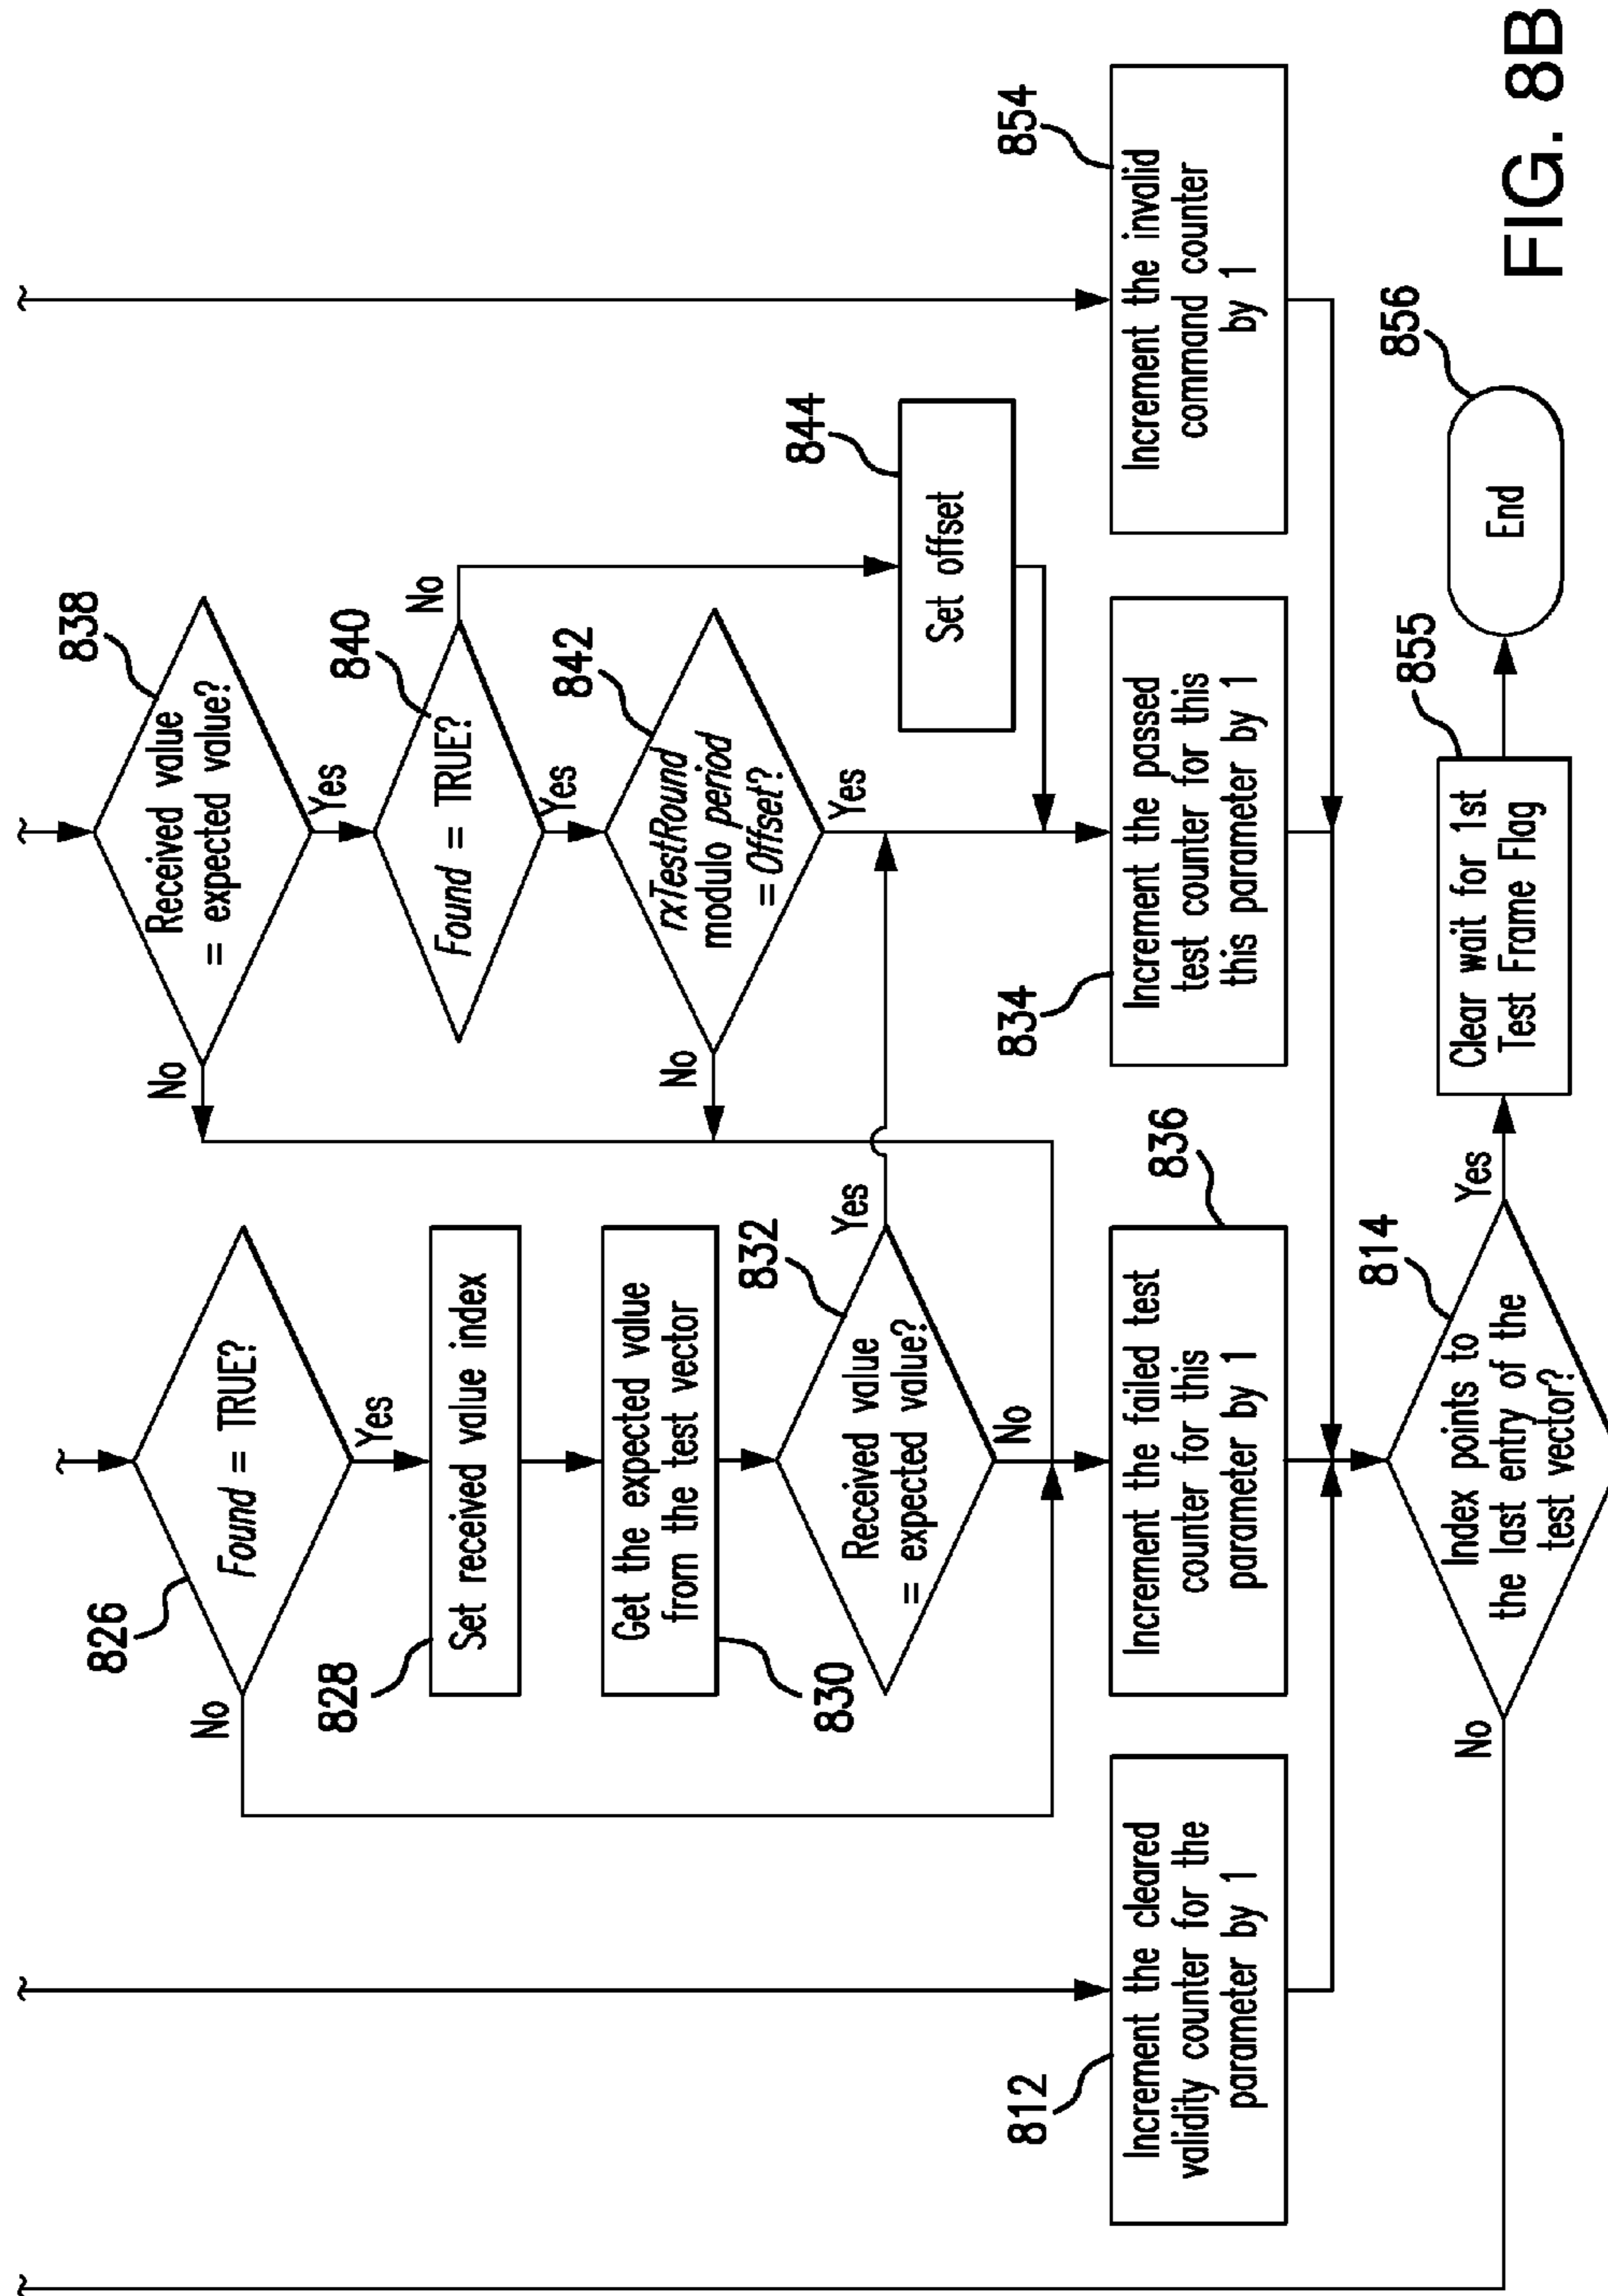 826
Found = TRUE?
No
Yes
828
Set received value index
830
Get the expected value
from the test vector
832
Received value
= expected value?
Yes
No
838
Received value
= expected value?
No
Yes
840
Found = TRUE?
No
Yes
842
rxTestRound
modulo period
= Offset?
No
Yes
844
Set offset
812
Increment the cleared
validity counter for the
parameter by 1
836
Increment the failed test
counter for this
parameter by 1
834
Increment the passed
test counter for this
this parameter by 1
854
Increment the invalid
command counter
by 1
814
Index points to
the last entry of the
test vector?
No
Yes
855
Clear wait for 1st
Test Frame Flag
856
End
FIG. 8B